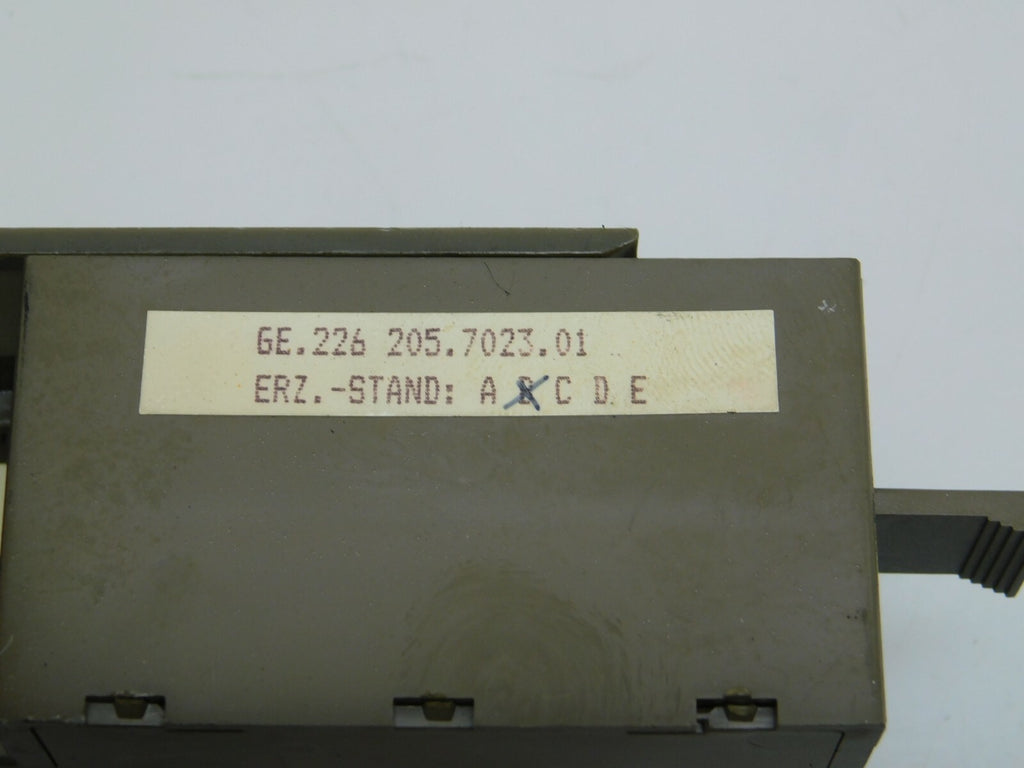 GE.226 205.7023.01
ERZ.-STAND: A B C D E